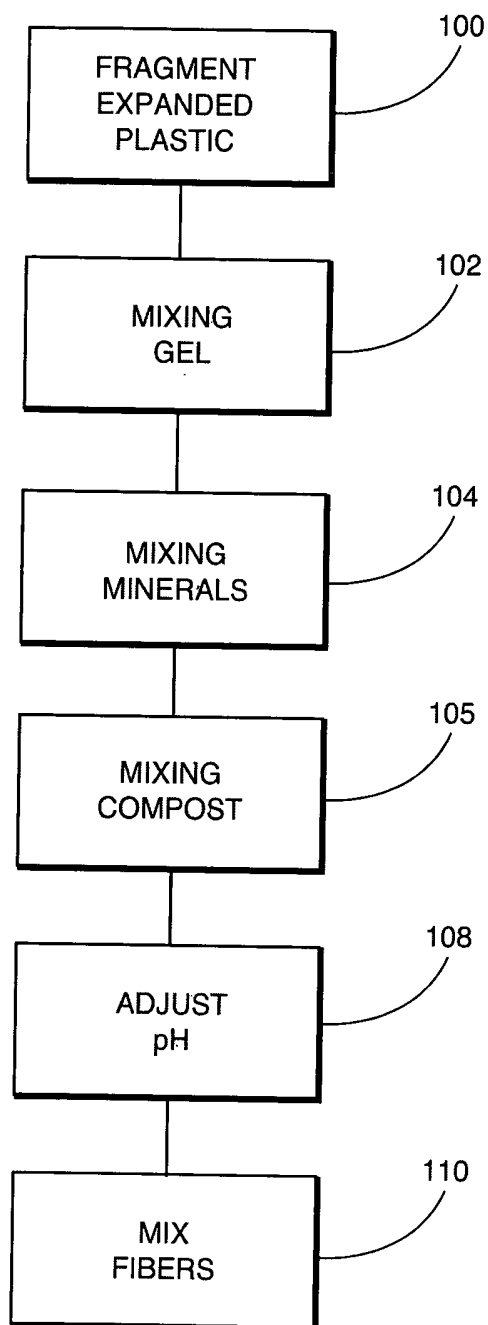 100
FRAGMENT
EXPANDED
PLASTIC
102
MIXING
GEL
104
MIXING
MINERALS
105
MIXING
COMPOST
108
ADJUST
pH
110
MIX
FIBERS